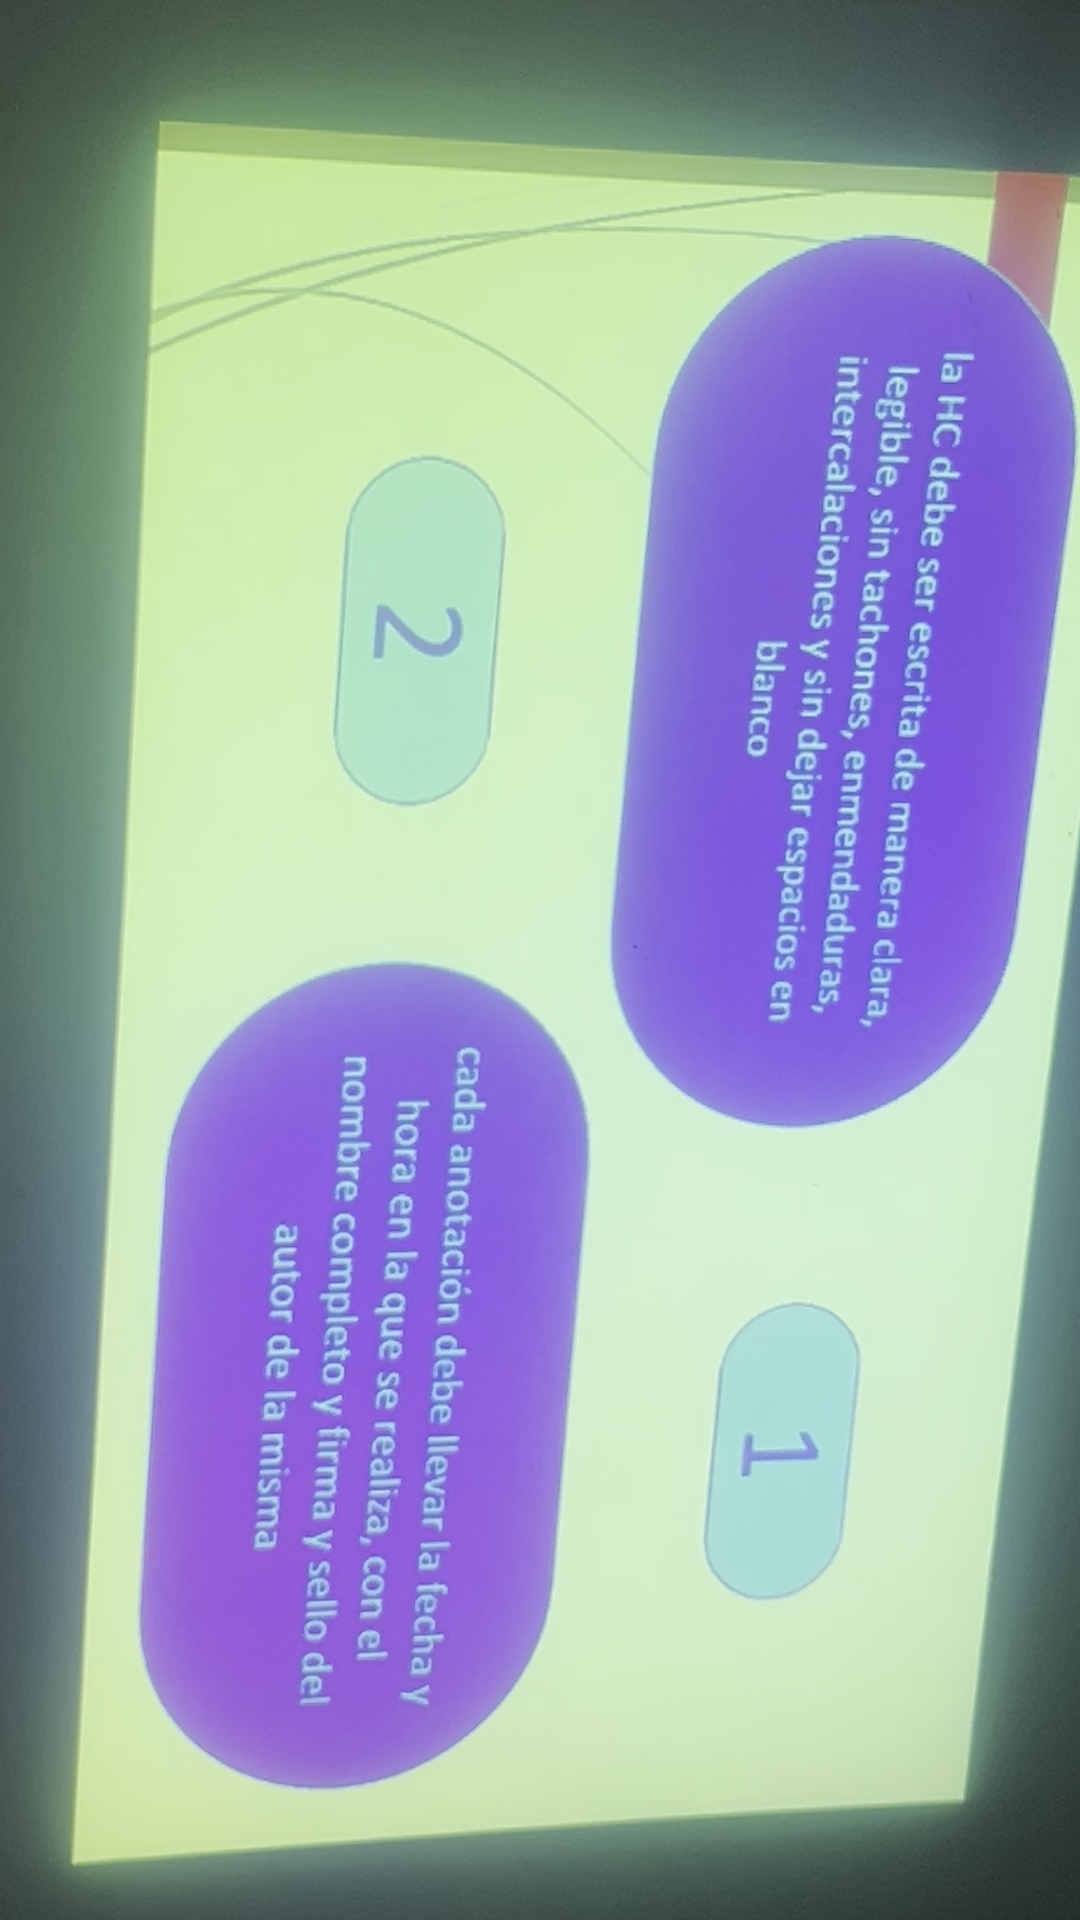 la HC debe ser escrita de manera clara,
legible, sin tachones, enmendaduras,
intercalaciones y sin dejar espacios en
blanco
1
2
cada anotación debe llevar la fecha y
hora en la que se realiza, con el
nombre completo y firma y sello del
autor de la misma